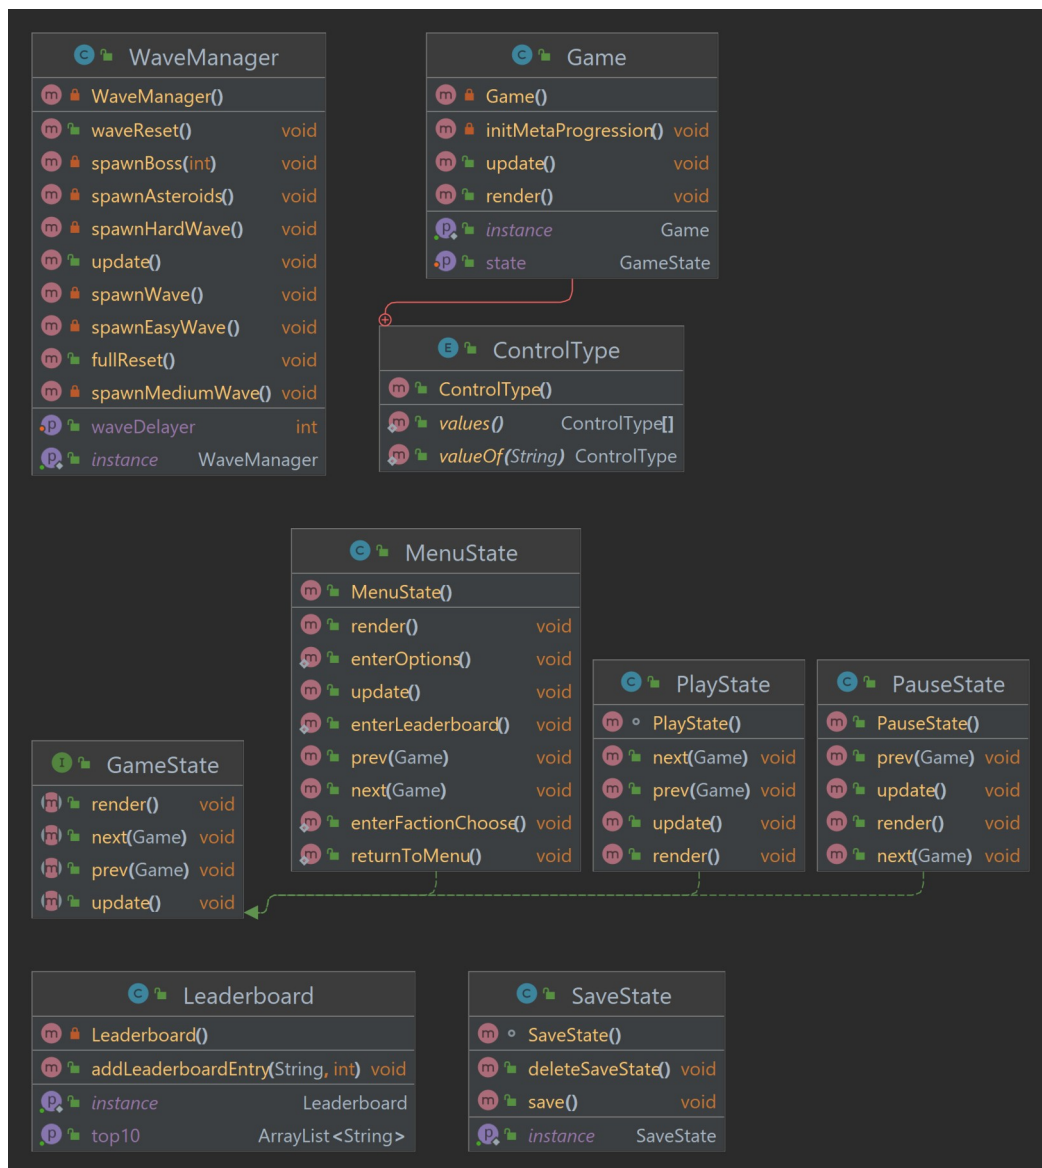 WaveManager
WaveManager()
waveReset() void
spawnBoss(int) void
spawnAsteroids() void
spawnHardWave() void
update() void
spawnWave() void
spawnEasyWave() void
fullReset() void
spawnMediumWave() void
waveDelayer int
instance WaveManager
Game
Game()
initMetaProgression() void
update() void
render() void
instance Game
state GameState
ControlType
ControlType()
values() ControlType[]
valueOf(String) ControlType
MenuState
MenuState()
render() void
enterOptions() void
update() void
enterLeaderboard() void
prev(Game) void
next(Game) void
enterFactionChoose() void
returnToMenu() void
PlayState
PlayState()
next(Game) void
prev(Game) void
update() void
render() void
PauseState
PauseState()
prev(Game) void
update() void
render() void
next(Game) void
GameState
render() void
next(Game) void
prev(Game) void
update() void
Leaderboard
Leaderboard()
addLeaderboardEntry(String, int) void
instance Leaderboard
top10 ArrayList<String>
SaveState
SaveState()
deleteSaveState() void
save() void
instance SaveState